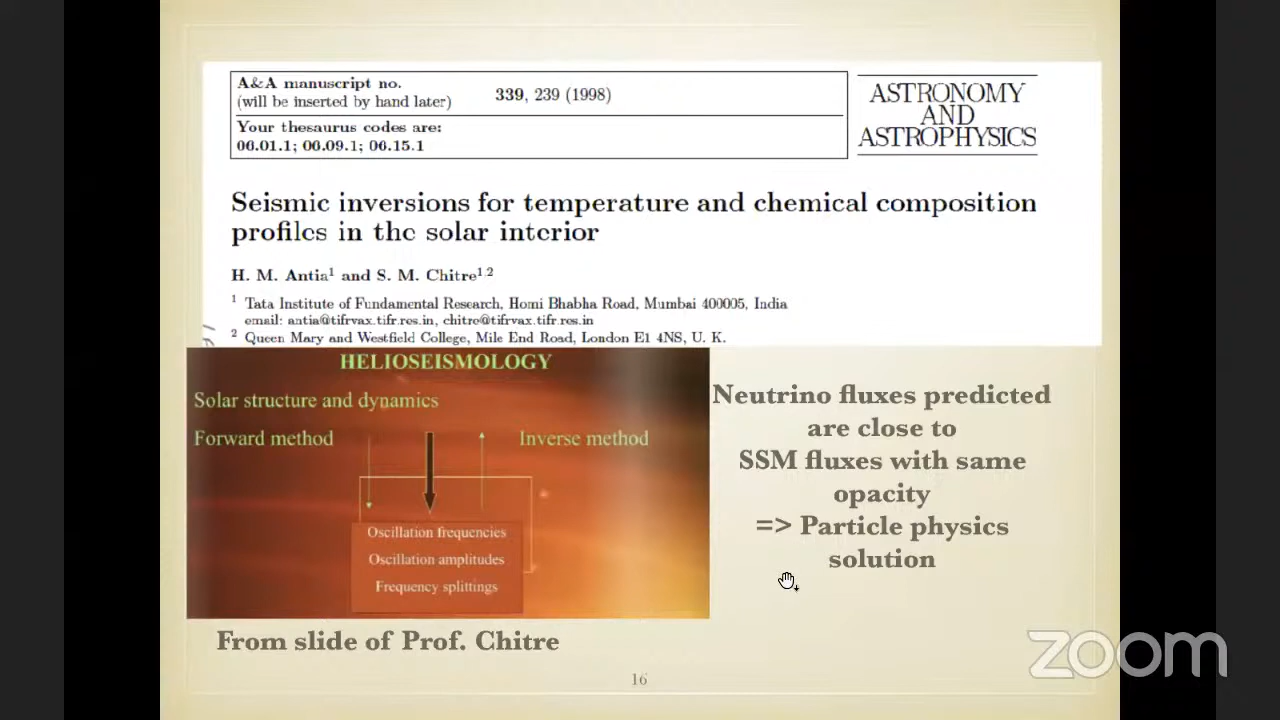 A&A manuscript no.
(will be inserted by hand later)
339, 239 (1998)
Your thesaurus codes are:
06.01.1; 06.09.1; 06.15.1
ASTRONOMY
AND
ASTROPHYSICS
Seismic inversions for temperature and chemical composition
profiles in the solar interior
H. M. Antia¹ and S. M. Chitre¹,²
¹ Tata Institute of Fundamental Research, Homi Bhabha Road, Mumbai 400005, India
email: antia@tifrvax.tifr.res.in, chitre@tifrvax.tifr.res.in
² Queen Mary and Westfield College, Mile End Road, London E1 4NS, U. K.
HELIOSEISMOLOGY
Solar structure and dynamics
Forward method
Inverse method
Oscillation frequencies
Oscillation amplitudes
Frequency splittings
From slide of Prof. Chitre
Neutrino fluxes predicted
are close to
SSM fluxes with same
opacity
=> Particle physics
solution
16
zoom